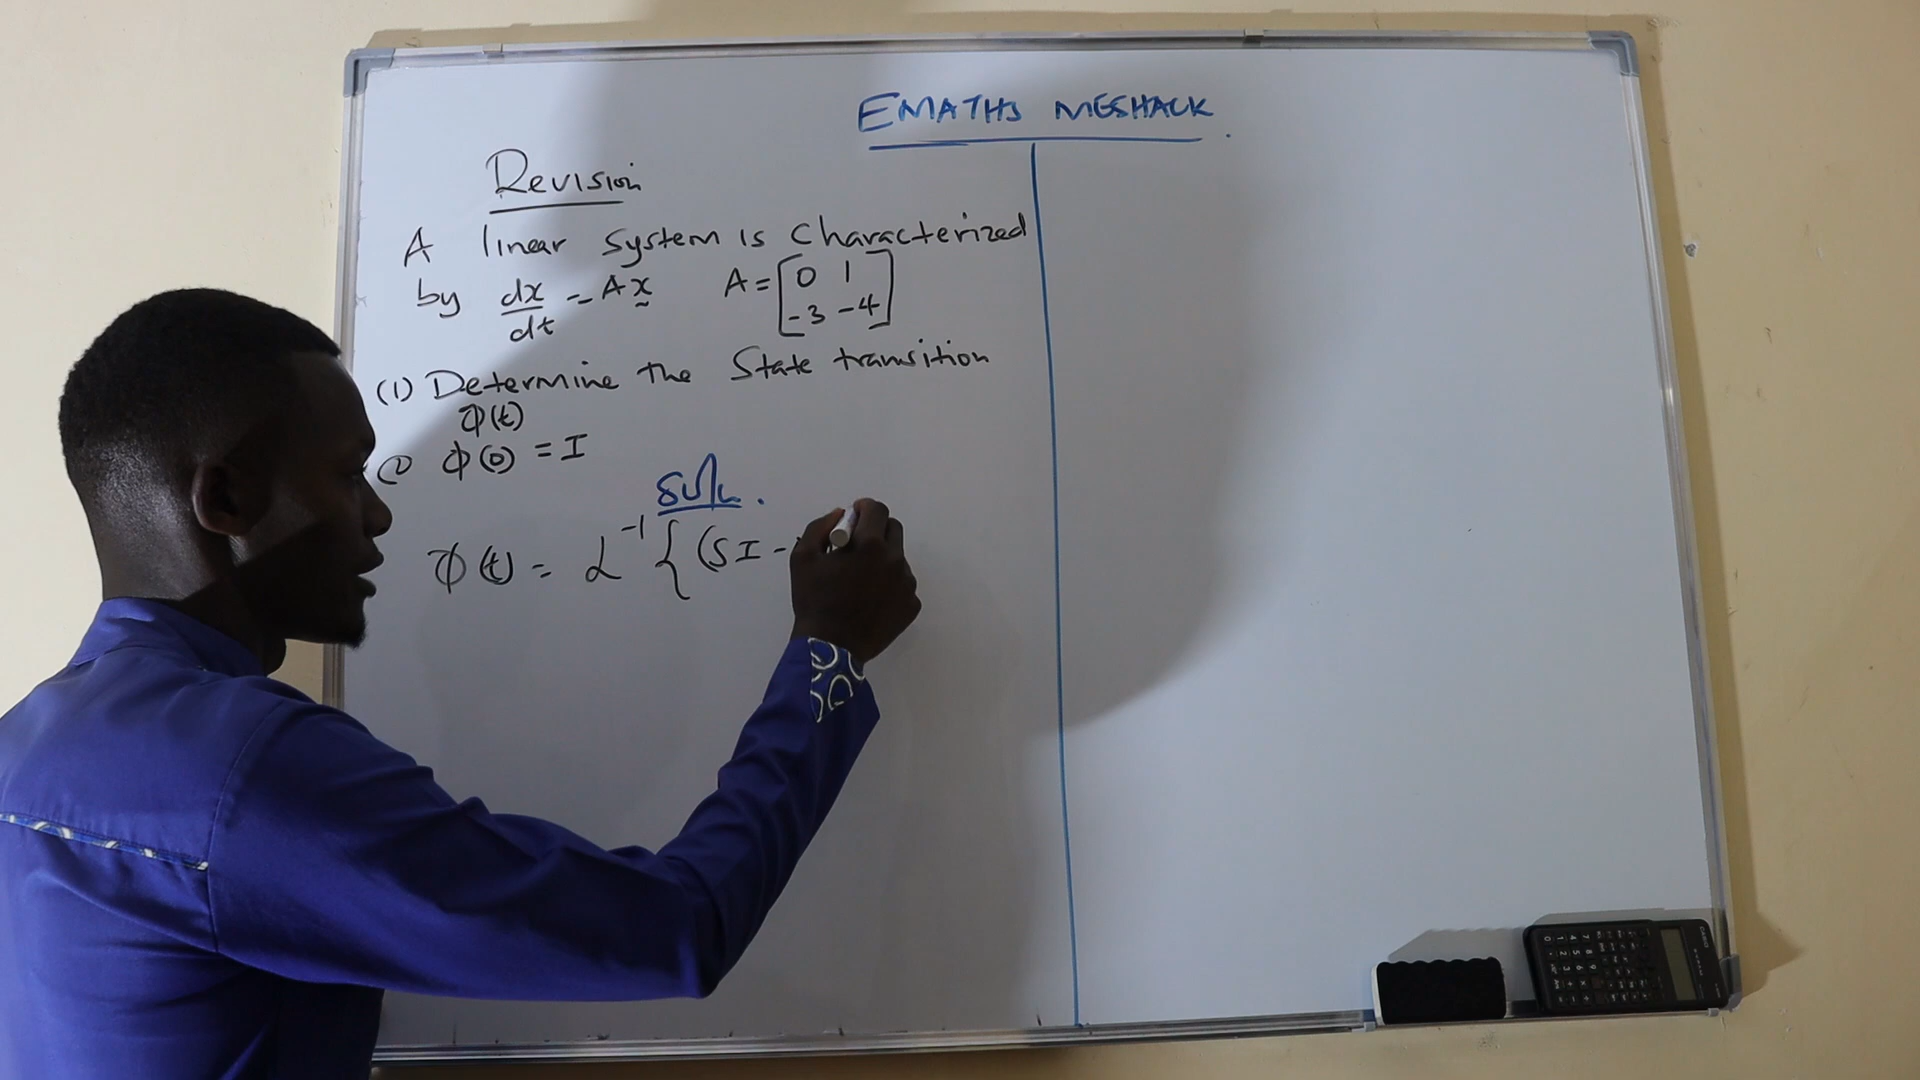 EMATHS MESHACK
Revision
A linear system is characterized
by dx/dt = Ax A = [0 1
-3 -4]
(1) Determine the State transition
Φ(t)
(2) Φ(0) = I
Soln.
Φ(t) = L⁻¹ { (SI -